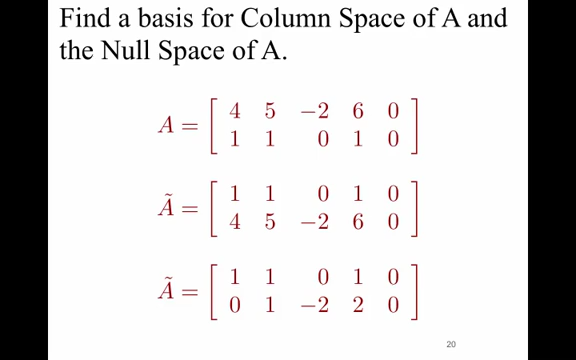 Find a basis for Column Space of A and
the Null Space of A.
A = [ 4 5 −2 6 0
1 1 0 1 0 ]
Ã = [ 1 1 0 1 0
4 5 −2 6 0 ]
Ã = [ 1 1 0 1 0
0 1 −2 2 0 ]
20